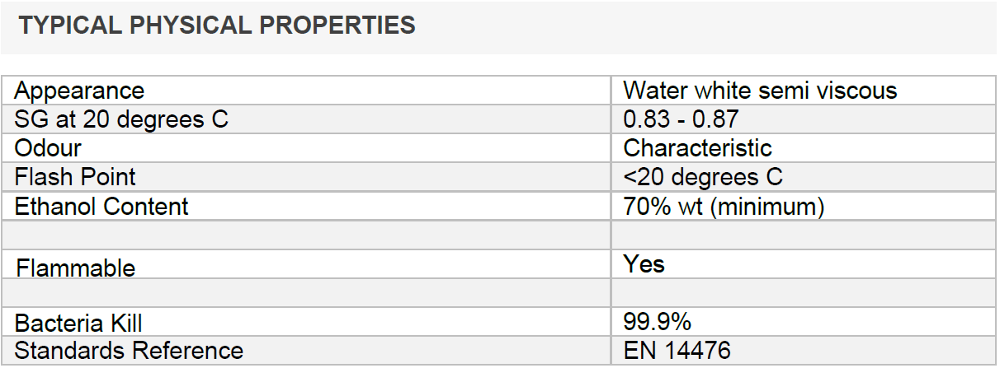 TYPICAL PHYSICAL PROPERTIES
Appearance Water white semi viscous
SG at 20 degrees C 0.83 - 0.87
Odour Characteristic
Flash Point <20 degrees C
Ethanol Content 70% wt (minimum)
Flammable Yes
Bacteria Kill 99.9%
Standards Reference EN 14476